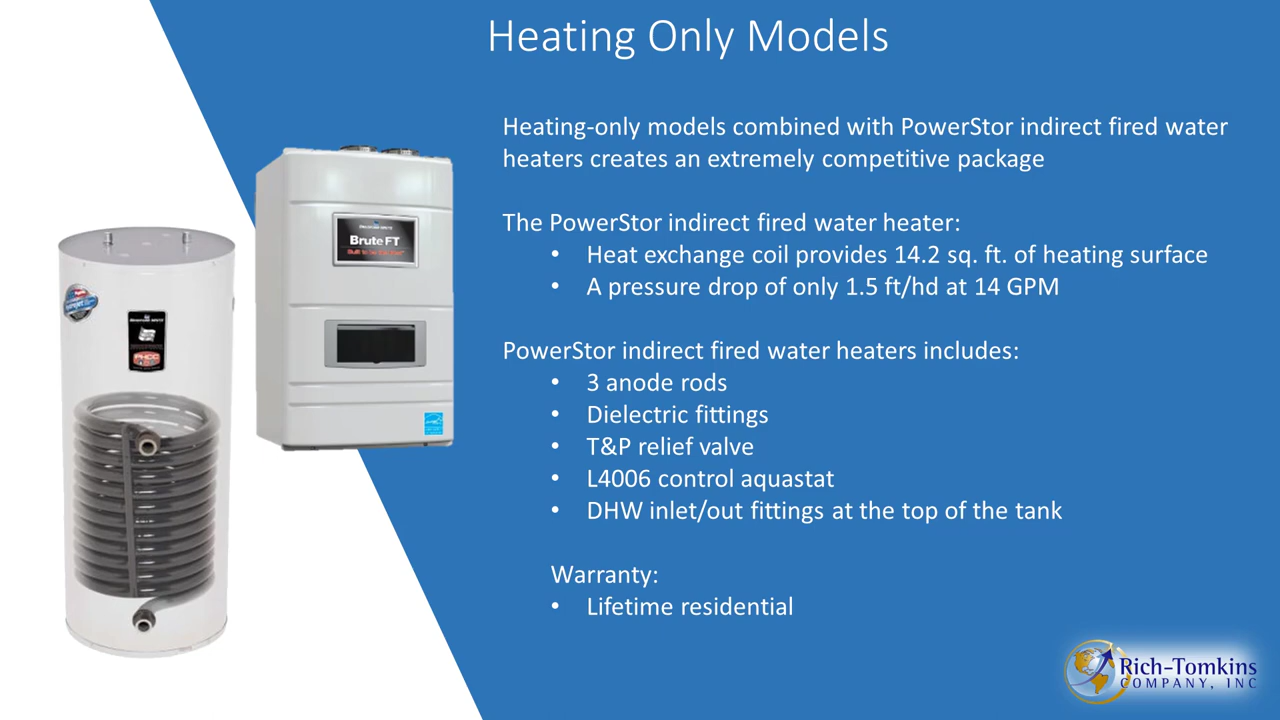 Heating Only Models
Heating-only models combined with PowerStor indirect fired water
heaters creates an extremely competitive package
The PowerStor indirect fired water heater:
• Heat exchange coil provides 14.2 sq. ft. of heating surface
• A pressure drop of only 1.5 ft/hd at 14 GPM
PowerStor indirect fired water heaters includes:
• 3 anode rods
• Dielectric fittings
• T&P relief valve
• L4006 control aquastat
• DHW inlet/out fittings at the top of the tank
Warranty:
• Lifetime residential
Brute FT
PHCC
Rich-Tomkins
COMPANY, INC